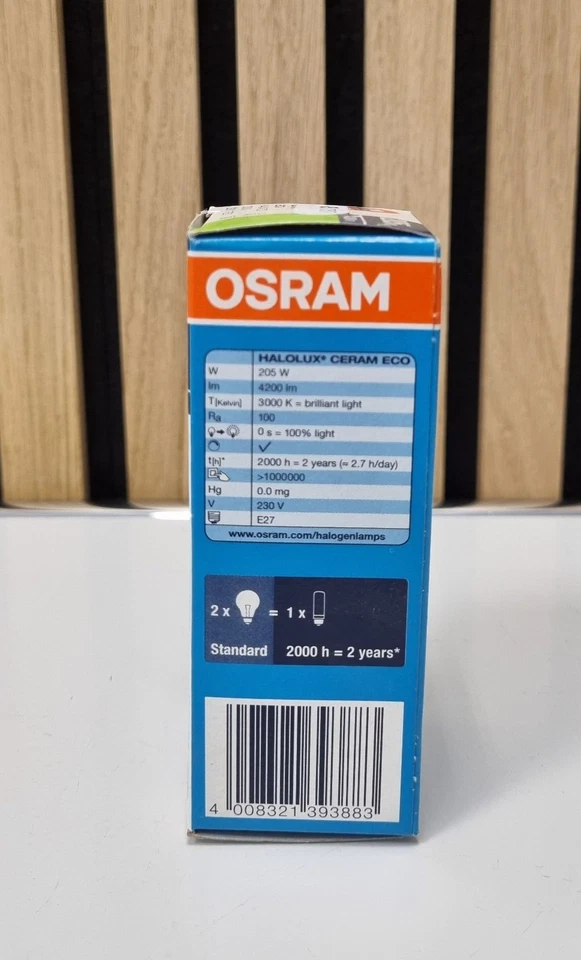 OSRAM
HALOLUX® CERAM ECO
W 205 W
lm 4200 lm
T[Kelvin] 3000 K = brilliant light
Ra 100
0 s = 100% light
✓
t[h]* 2000 h = 2 years (≈ 2.7 h/day)
>1000000
Hg 0.0 mg
V 230 V
E27
www.osram.com/halogenlamps
2 x = 1 x
Standard 2000 h = 2 years*
4 008321 393883